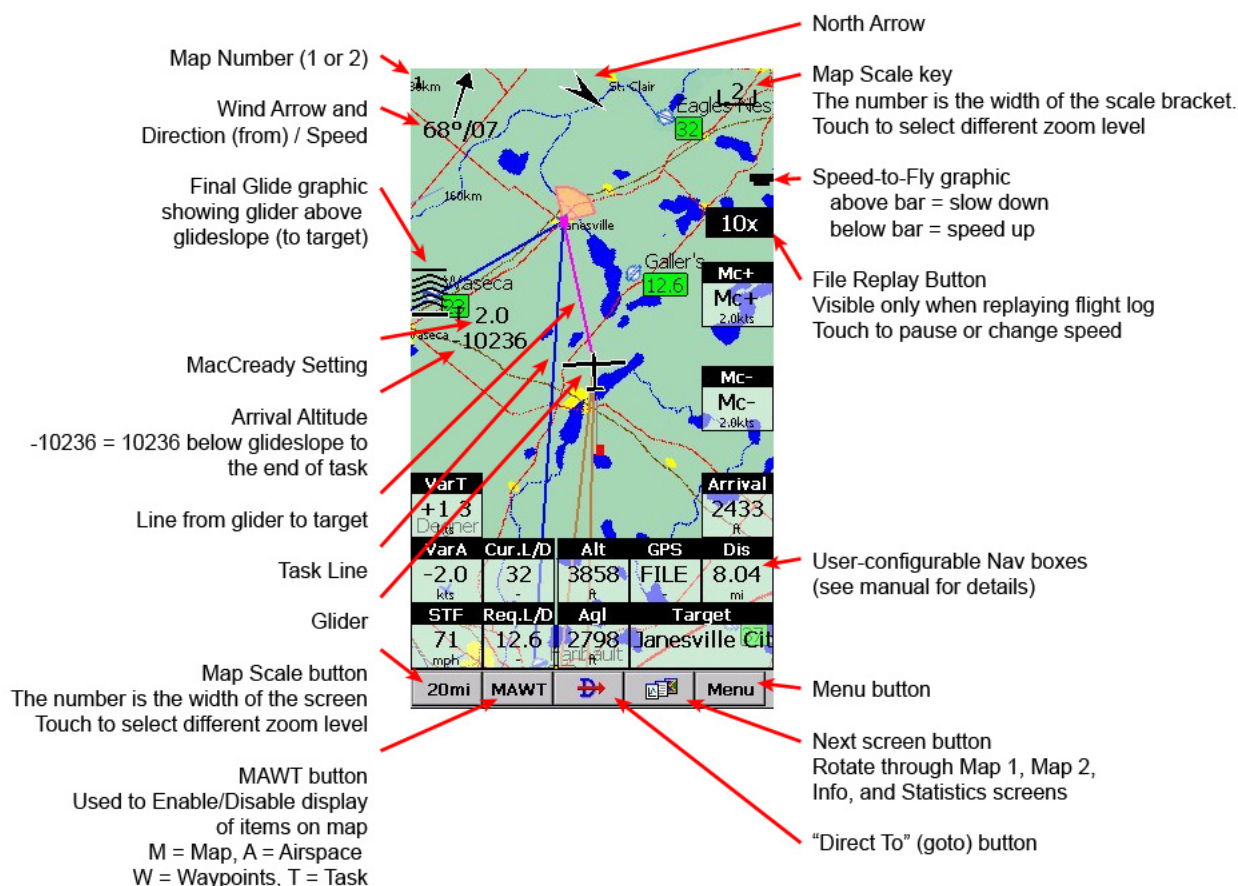 North Arrow
Map Number (1 or 2)
Map Scale key
The number is the width of the scale bracket.
Touch to select different zoom level
Wind Arrow and
Direction (from) / Speed
Final Glide graphic
showing glider above
glideslope (to target)
Speed-to-Fly graphic
above bar = slow down
below bar = speed up
File Replay Button
Visible only when replaying flight log
Touch to pause or change speed
MacCready Setting
Arrival Altitude
-10236 = 10236 below glideslope to
the end of task
Line from glider to target
Task Line
Glider
Map Scale button
The number is the width of the screen
Touch to select different zoom level
MAWT button
Used to Enable/Disable display
of items on map
M = Map, A = Airspace
W = Waypoints, T = Task
User-configurable Nav boxes
(see manual for details)
Menu button
Next screen button
Rotate through Map 1, Map 2,
Info, and Statistics screens
“Direct To” (goto) button
1
St. Clair
2
Eagles Nest
32
68°/07
160km
10x
Janesville
Galler's
12.6
Waseca
23
2.0
-10236
Waseca
Mc+
Mc+
2.0kts
Mc-
Mc-
2.0kts
VarT
+1.3
kts
Arrival
2433
ft
VarA Cur.L/D Alt GPS Dis
-2.0 32 3858 FILE 8.04
kts - ft - mi
STF Req.L/D Agl Target
71 12.6 2798 Janesville Cit
mph - ft
Faribault
20mi MAWT D Menu